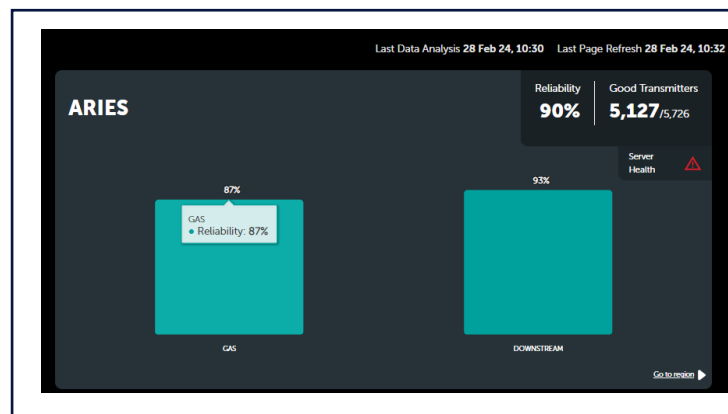 Last Data Analysis 28 Feb 24, 10:30 Last Page Refresh 28 Feb 24, 10:32
ARIES
Reliability
90%
Good Transmitters
5,127/5,726
Server
Health
87%
93%
GAS
Reliability: 87%
GAS
DOWNSTREAM
Go to region